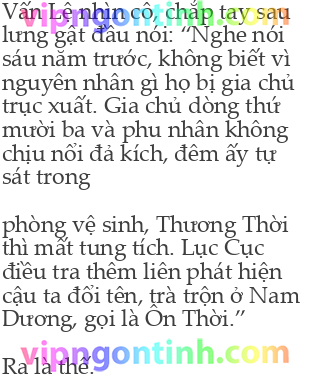 Vấn Lệ nhìn cô, chắp tay sau
lưng gật đầu nói: “Nghe nói
sáu năm trước, không biết vì
nguyên nhân gì họ bị gia chủ
trục xuất. Gia chủ dòng thứ
mười ba và phu nhân không
chịu nổi đả kích, đêm ấy tự
sát trong
phòng vệ sinh, Thương Thời
thì mất tung tích. Lục Cục
điều tra thêm liên phát hiện
cậu ta đổi tên, trà trộn ở Nam
Dương, gọi là Ôn Thời.”
Ra là thế.
vipngontinh.com
vipngontinh.com
vipngontinh.com